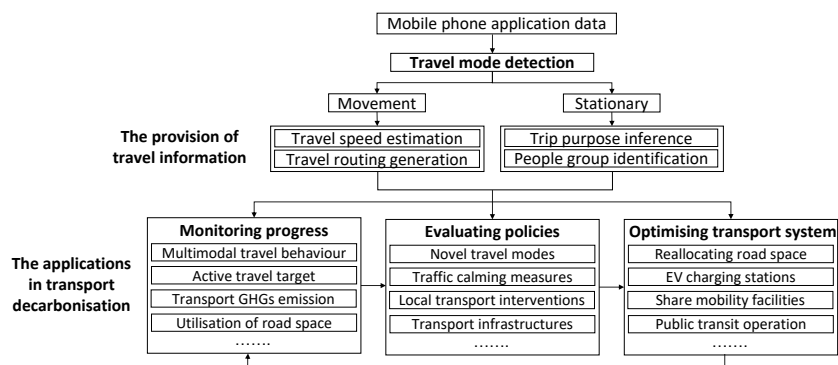 Mobile phone application data
Travel mode detection
Movement
Stationary
The provision of
travel information
Travel speed estimation
Travel routing generation
Trip purpose inference
People group identification
The applications
in transport
decarbonisation
Monitoring progress
Multimodal travel behaviour
Active travel target
Transport GHGs emission
Utilisation of road space
.......
Evaluating policies
Novel travel modes
Traffic calming measures
Local transport interventions
Transport infrastructures
.......
Optimising transport system
Reallocating road space
EV charging stations
Share mobility facilities
Public transit operation
.......